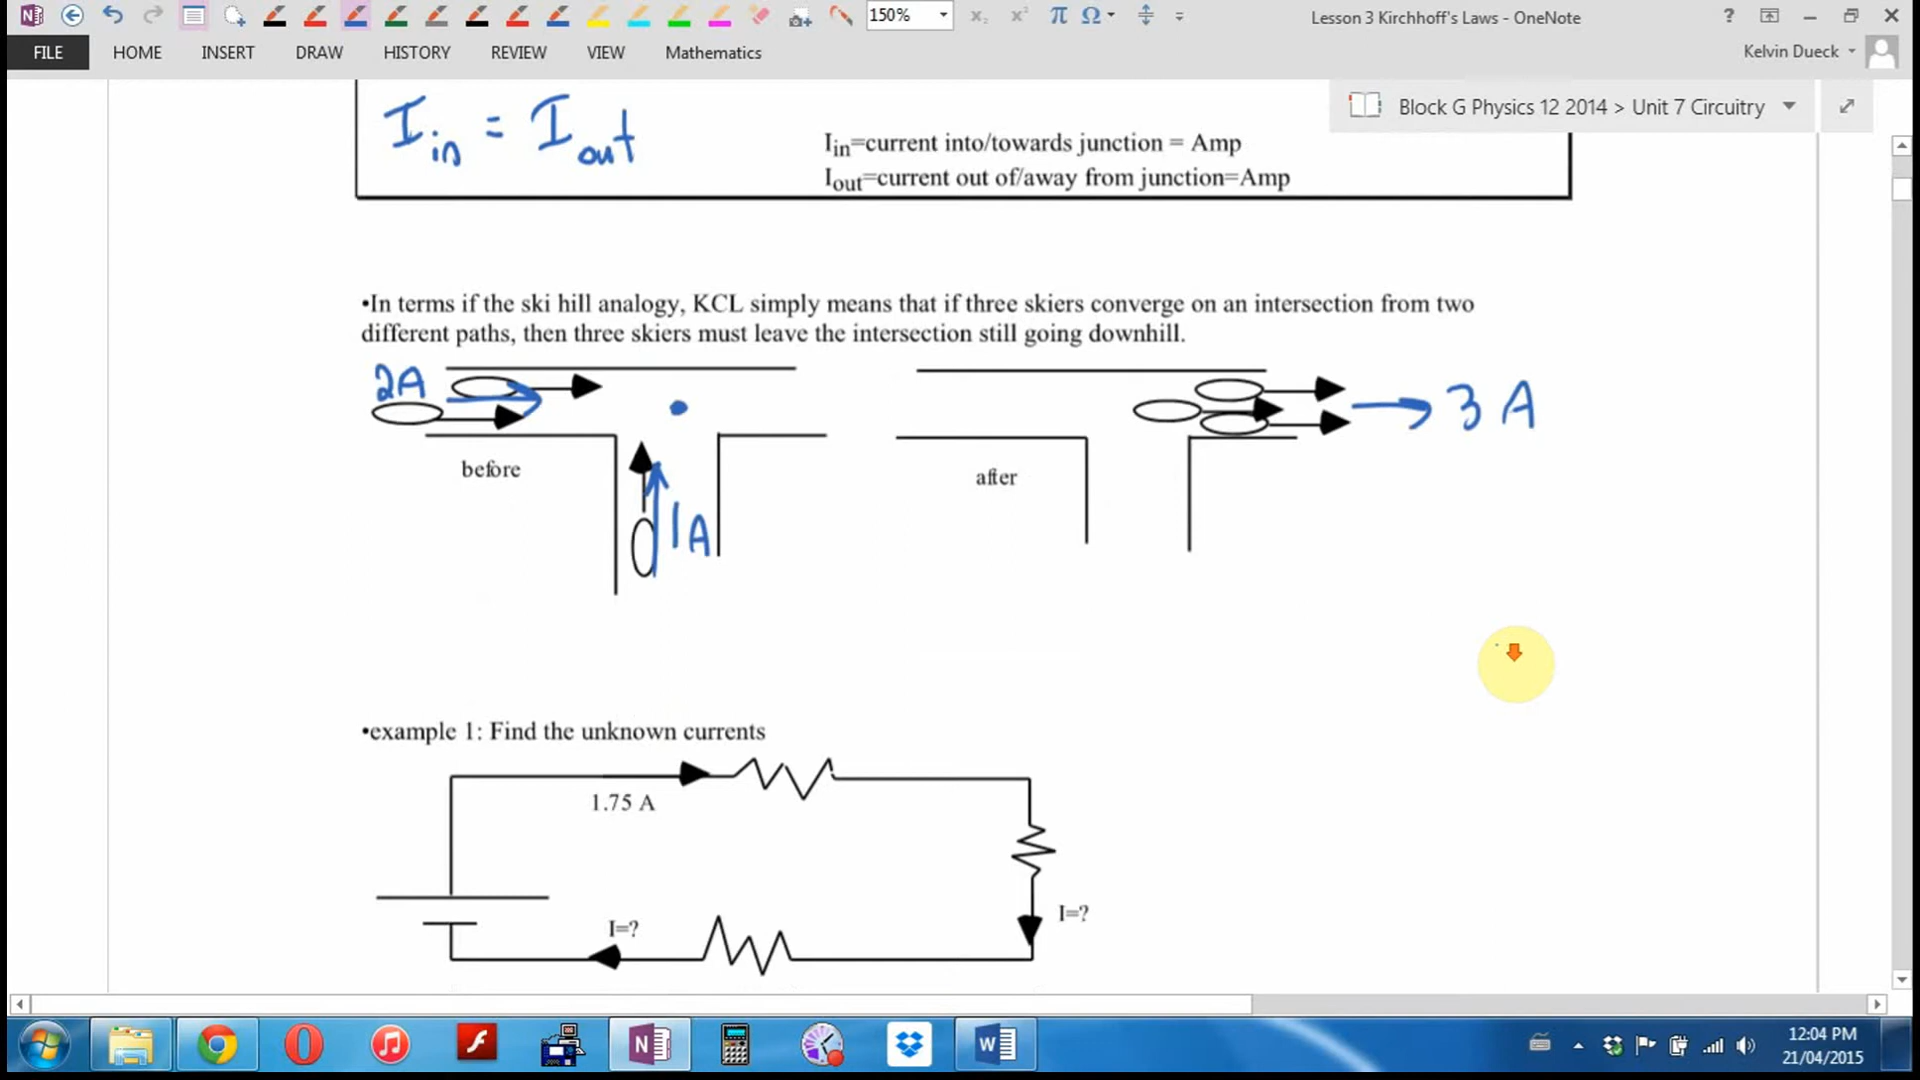 150%
x₂ x² π Ω
Lesson 3 Kirchhoff's Laws - OneNote
?
FILE HOME INSERT DRAW HISTORY REVIEW VIEW Mathematics
Kelvin Dueck
Block G Physics 12 2014 > Unit 7 Circuitry
I in = I out
Iin=current into/towards junction = Amp
Iout=current out of/away from junction=Amp
•In terms if the ski hill analogy, KCL simply means that if three skiers converge on an intersection from two
different paths, then three skiers must leave the intersection still going downhill.
2A
3 A
before
after
1A
•example 1: Find the unknown currents
1.75 A
I=?
I=?
N
W
12:04 PM
21/04/2015